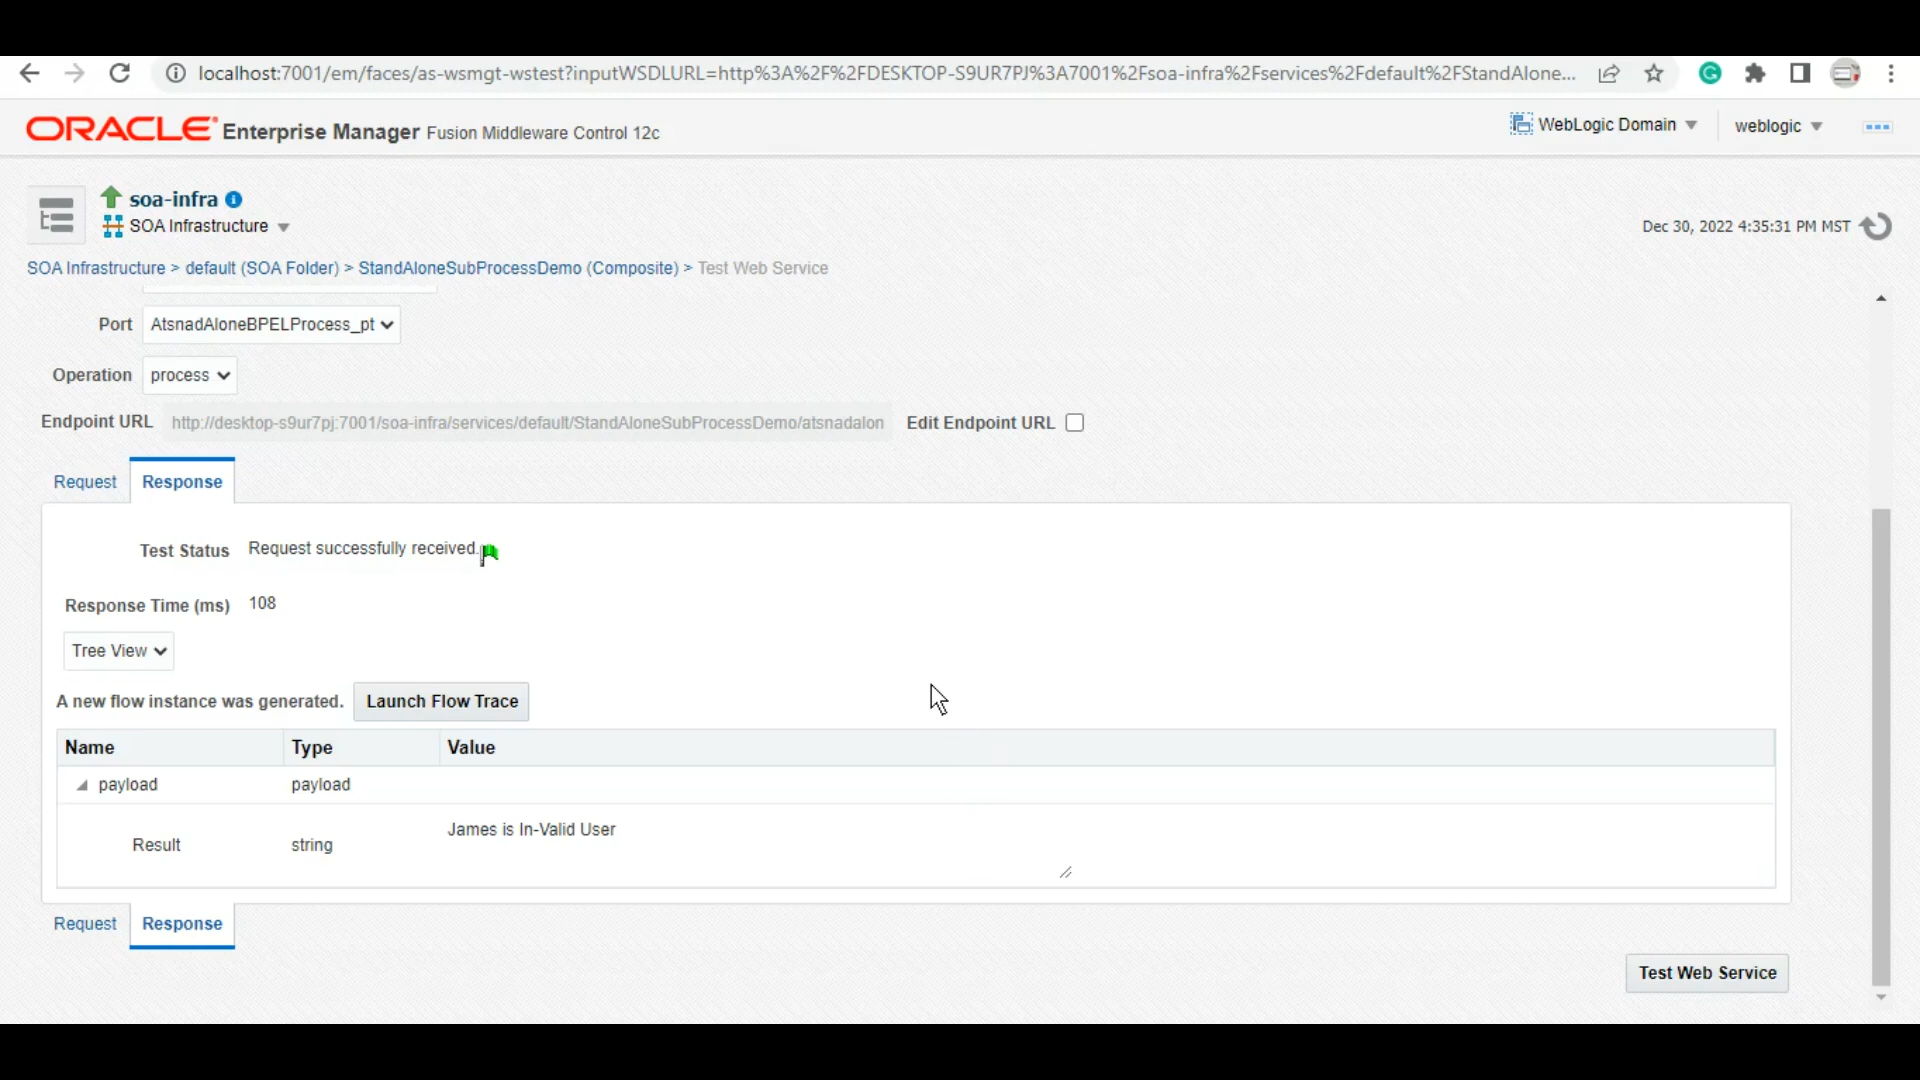 localhost:7001/em/faces/as-wsmgt-wstest?inputWSDLURL=http%3A%2F%2FDESKTOP-S9UR7PJ%3A7001%2Fsoa-infra%2Fservices%2Fdefault%2FStandAlone...
ORACLE Enterprise Manager Fusion Middleware Control 12c
WebLogic Domain
weblogic
soa-infra
SOA Infrastructure
Dec 30, 2022 4:35:31 PM MST
SOA Infrastructure > default (SOA Folder) > StandAloneSubProcessDemo (Composite) > Test Web Service
Port AtsnadAloneBPELProcess_pt
Operation process
Endpoint URL http://desktop-s9ur7pj:7001/soa-infra/services/default/StandAloneSubProcessDemo/atsnadalon Edit Endpoint URL
Request Response
Test Status Request successfully received.
Response Time (ms) 108
Tree View
A new flow instance was generated. Launch Flow Trace
Name Type Value
payload payload
Result string James is In-Valid User
Request Response
Test Web Service